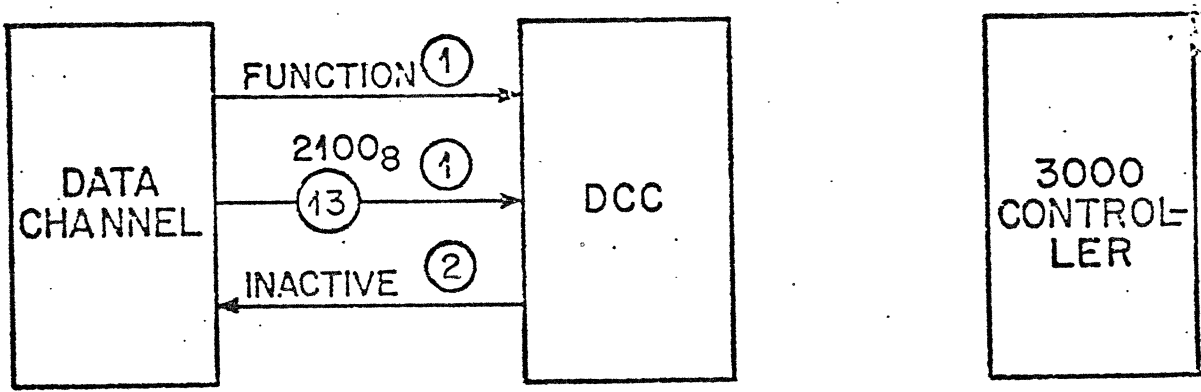 FUNCTION 1
2100₈ 1
13
INACTIVE 2
DATA
CHANNEL
DCC
3000
CONTROL-
LER